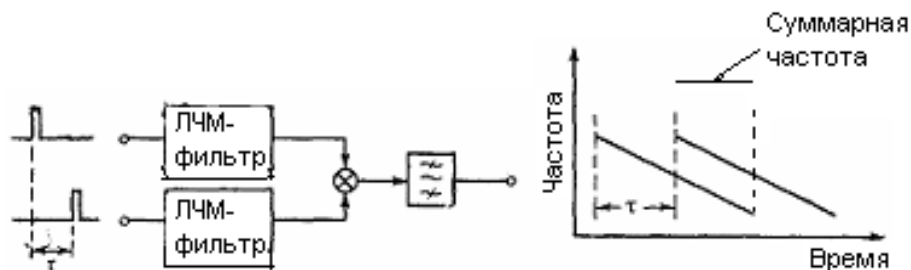 Суммарная
частота
ЛЧМ-
фильтр
ЛЧМ-
фильтр
τ
Частота
τ
Время